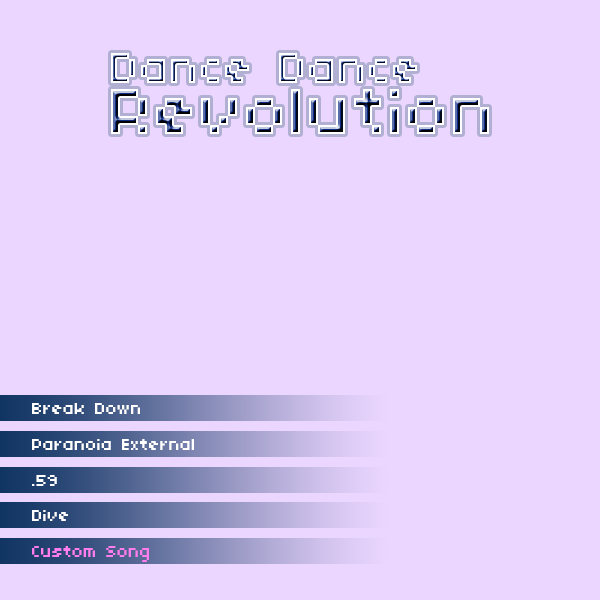 Dance Dance
Revolution
Break Down
Paranoia External
.59
Dive
Custom Song